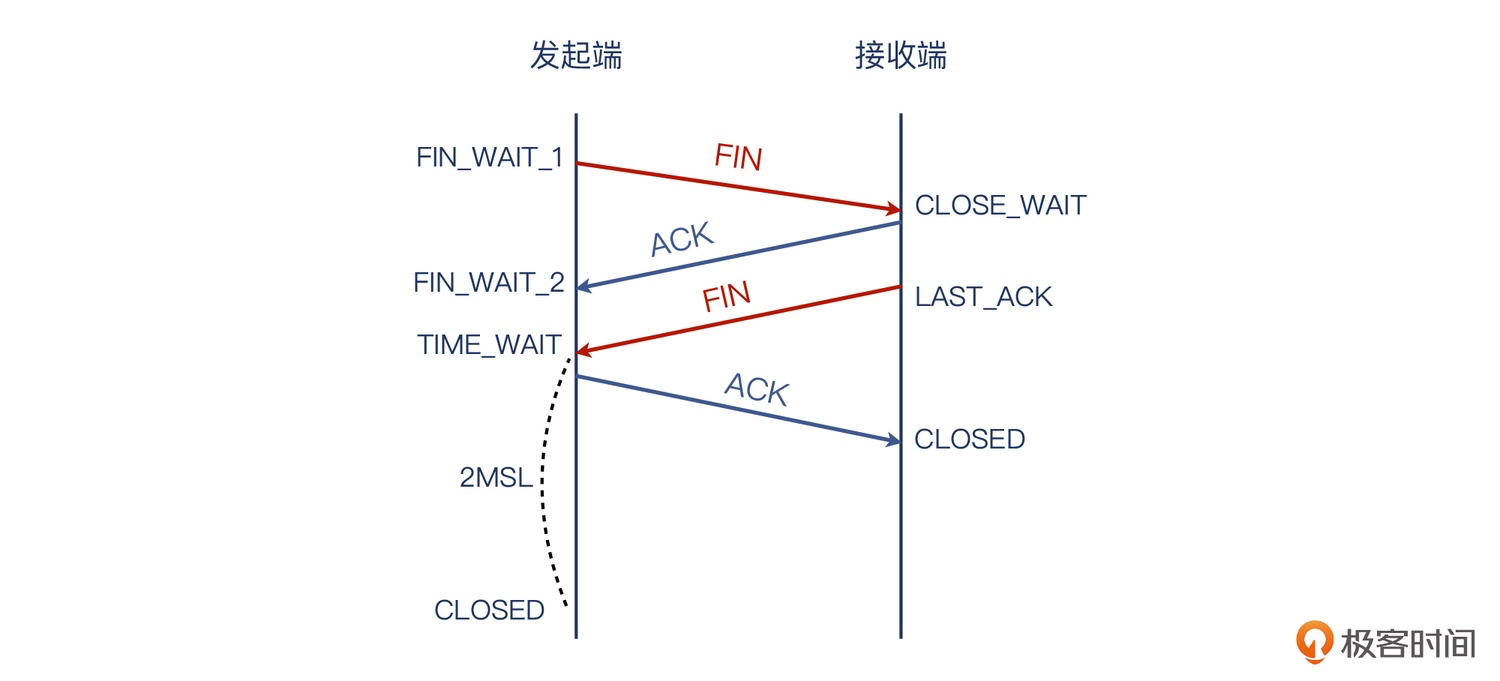 发起端 接收端
FIN_WAIT_1
FIN
CLOSE_WAIT
ACK
FIN_WAIT_2
FIN
LAST_ACK
TIME_WAIT
ACK
CLOSED
2MSL
CLOSED
极客时间